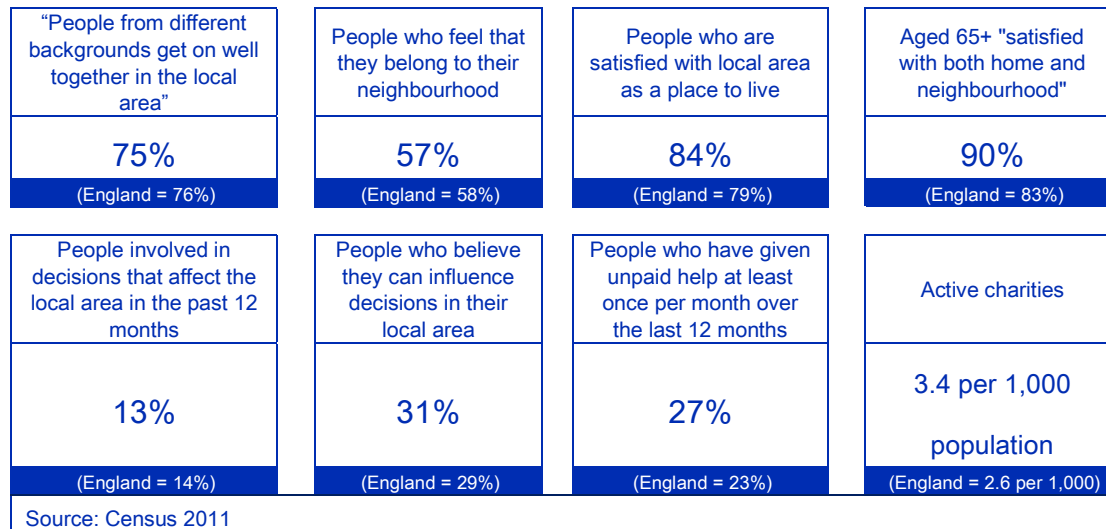 “People from different
backgrounds get on well
together in the local
area”
75%
(England = 76%)
People who feel that
they belong to their
neighbourhood
57%
(England = 58%)
People who are
satisfied with local area
as a place to live
84%
(England = 79%)
Aged 65+ "satisfied
with both home and
neighbourhood"
90%
(England = 83%)
People involved in
decisions that affect the
local area in the past 12
months
13%
(England = 14%)
People who believe
they can influence
decisions in their
local area
31%
(England = 29%)
People who have given
unpaid help at least
once per month over
the last 12 months
27%
(England = 23%)
Active charities
3.4 per 1,000
population
(England = 2.6 per 1,000)
Source: Census 2011